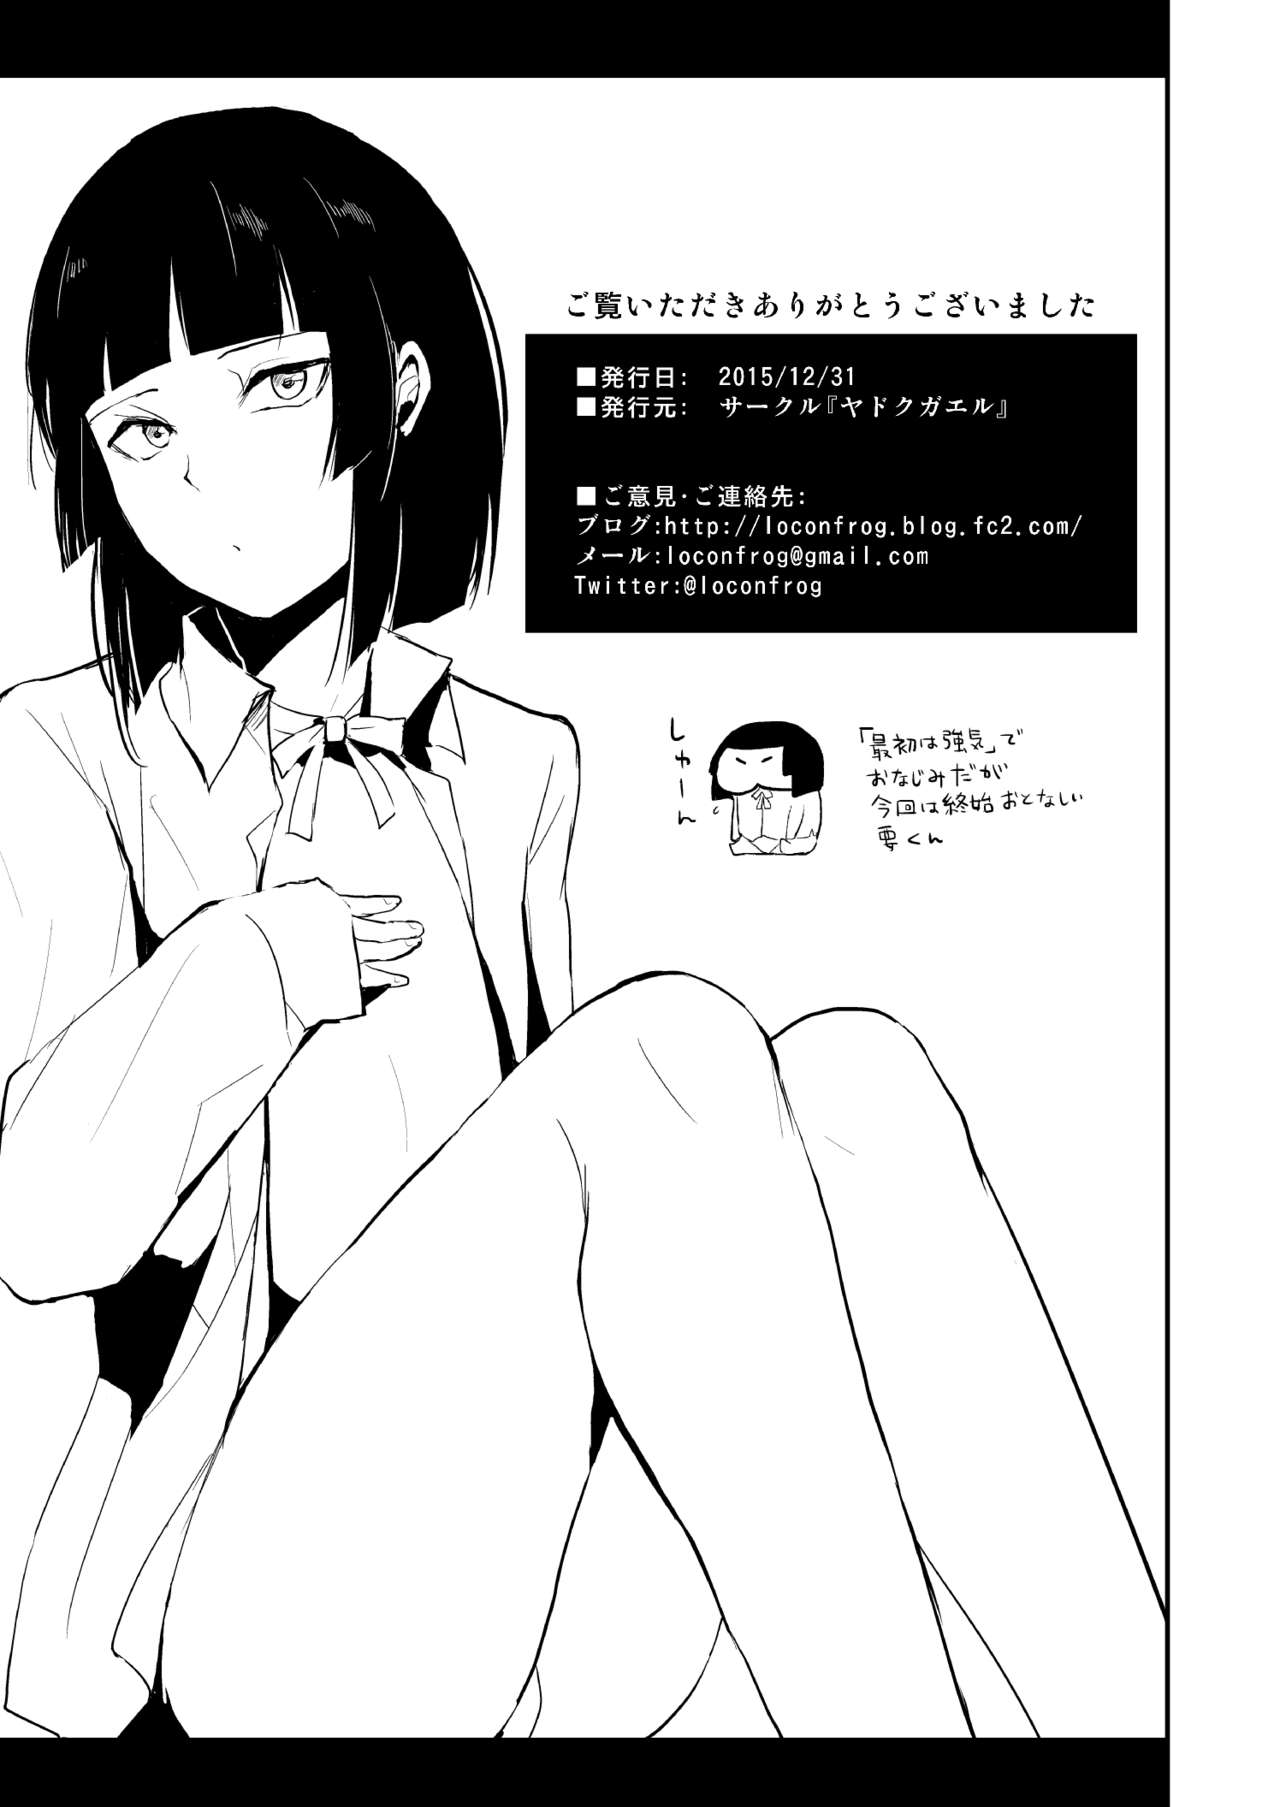 ご覧いただきありがとうございました
■発行日: 2015/12/31
■発行元: サークル『ヤドクガエル』
■ご意見・ご連絡先:
ブログ:http://loconfrog.blog.fc2.com/
メール:loconfrog@gmail.com
Twitter:@loconfrog
しゅーん
「最初は強気」で
おなじみだが
今回は終始おとなしい
要くん